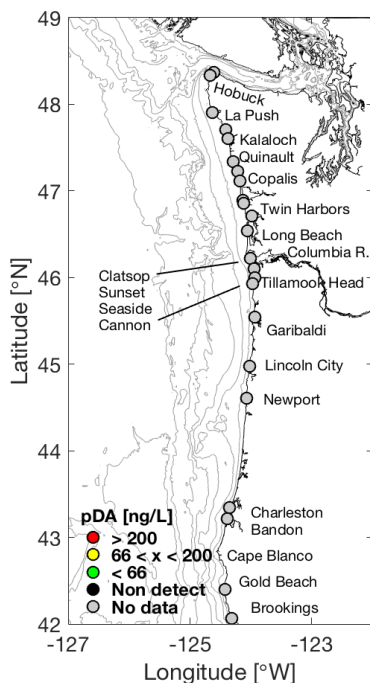 49
48
47
46
45
44
43
42
Latitude [°N]
Hobuck
La Push
Kalaloch
Quinault
Copalis
Twin Harbors
Long Beach
Columbia R.
Clatsop
Sunset
Seaside
Cannon
Tillamook Head
Garibaldi
Lincoln City
Newport
Charleston
Bandon
Cape Blanco
Gold Beach
Brookings
pDA [ng/L]
> 200
66 < x < 200
< 66
Non detect
No data
-127
-125
-123
Longitude [°W]